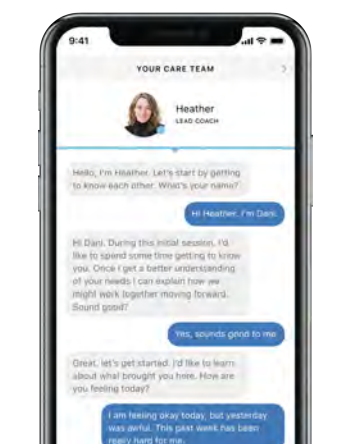 9:41
YOUR CARE TEAM
Heather
LEAD COACH
Hello, I'm Heather. Let's start by getting
to know each other. What's your name?
Hi Heather, I'm Dani.
Hi Dani. During this initial session, I'd
like to spend some time getting to know
you. Once I get a better understanding
of your needs I can explain how we
might work together moving forward.
Sound good?
Yes, sounds good to me
Great, let's get started. I'd like to learn
about what brought you here. How are
you feeling today?
I am feeling okay today, but yesterday
was awful. This past week has been
really hard for me.